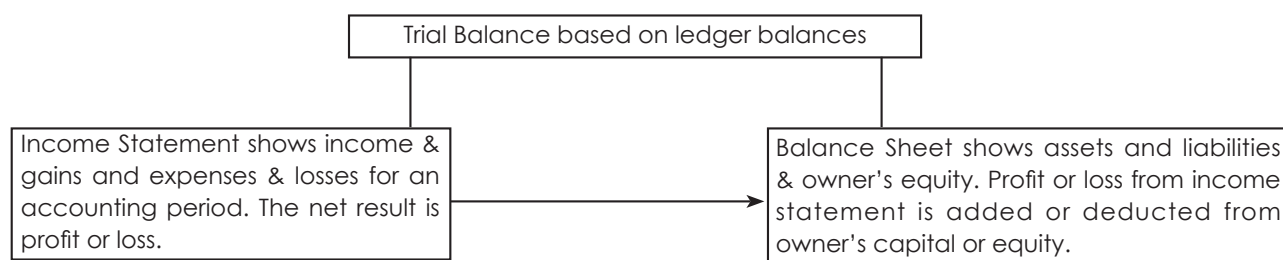 Trial Balance based on ledger balances
Income Statement shows income &
gains and expenses & losses for an
accounting period. The net result is
profit or loss.
Balance Sheet shows assets and liabilities
& owner's equity. Profit or loss from income
statement is added or deducted from
owner's capital or equity.